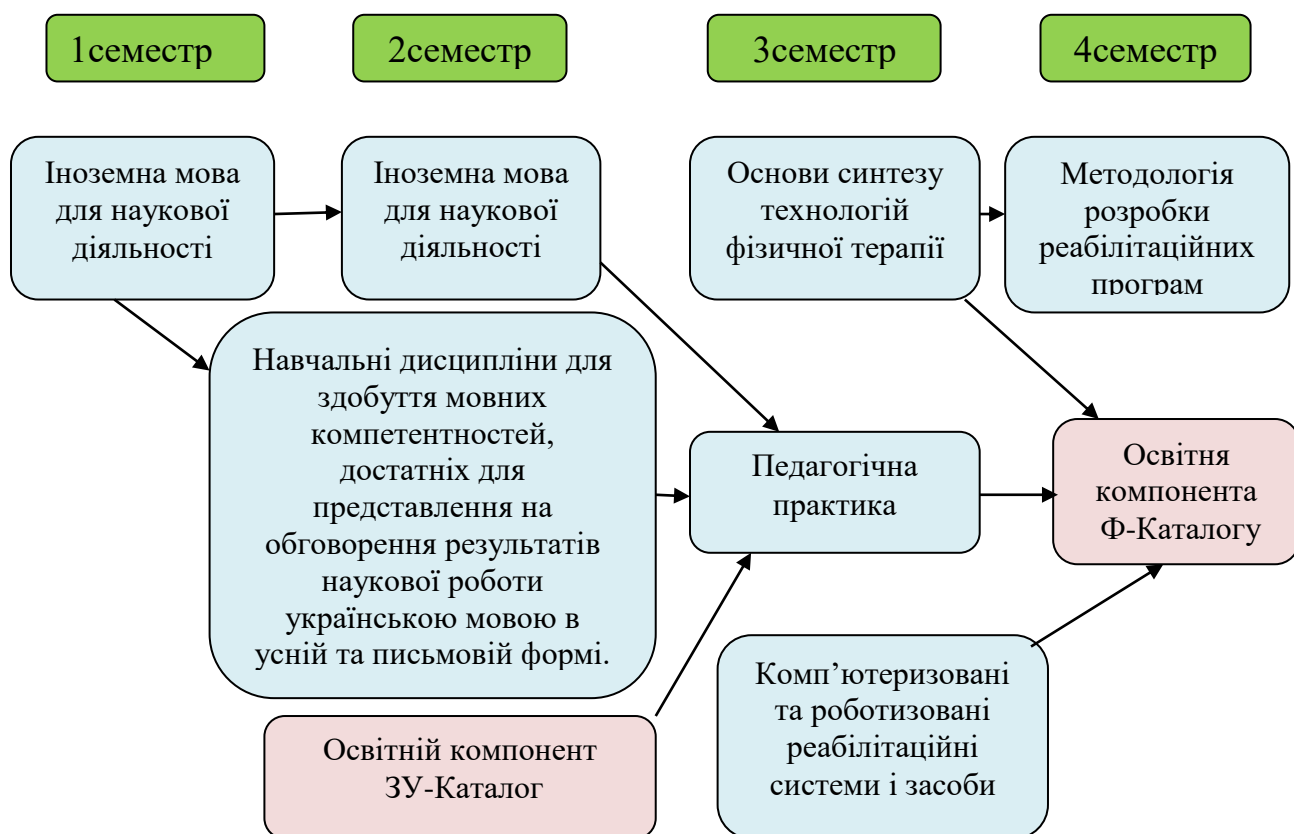 1семестр
2семестр
3семестр
4семестр
Іноземна мова
для наукової
діяльності
Іноземна мова
для наукової
діяльності
Основи синтезу
технологій
фізичної терапії
Методологія
розробки
реабілітаційних
програм
Навчальні дисципліни для
здобуття мовних
компетентностей,
достатніх для
представлення на
обговорення результатів
наукової роботи
українською мовою в
усній та письмовій формі.
Педагогічна
практика
Освітня
компонента
Ф-Каталогу
Освітній компонент
ЗУ-Каталог
Комп’ютеризовані
та роботизовані
реабілітаційні
системи і засоби